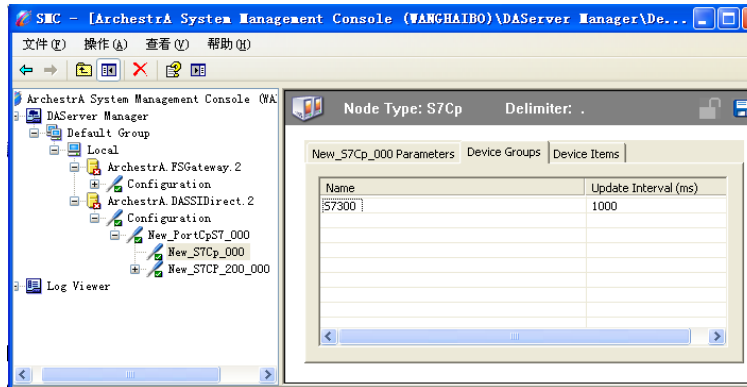 SMC - [ArchestrA System Management Console (WANGHAIBO)\DAServer Manager\De...
文件(F) 操作(A) 查看(V) 帮助(H)
ArchestrA System Management Console (WA
DAServer Manager
Default Group
Local
ArchestrA.FSGateway.2
Configuration
ArchestrA.DASSIDirect.2
Configuration
New_PortCpS7_000
New_S7Cp_000
New_S7CP_200_000
Log Viewer
Node Type: S7Cp Delimiter: .
New_S7Cp_000 Parameters Device Groups Device Items
Name Update Interval (ms)
S7300 1000